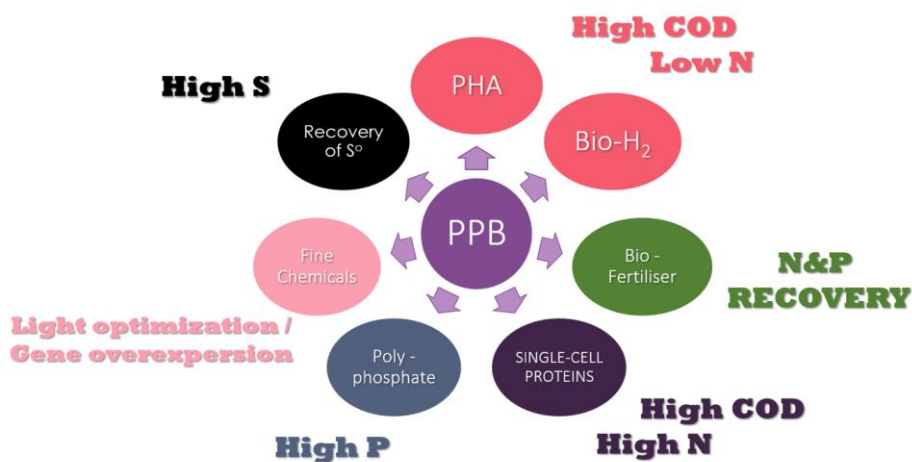 High COD
Low N
High S
PHA
Recovery
of S⁰
Bio-H₂
PPB
Fine
Chemicals
Bio -
Fertiliser
N&P
RECOVERY
Light optimization /
Gene overexpersion
Poly -
phosphate
SINGLE-CELL
PROTEINS
High COD
High N
High P